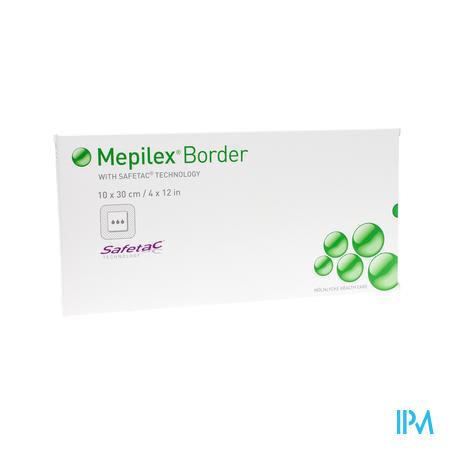 Mepilex® Border
WITH SAFETAC® TECHNOLOGY
10 x 30 cm / 4 x 12 in
Safetac
TECHNOLOGY
MÖLNLYCKE HEALTH CARE
IPM